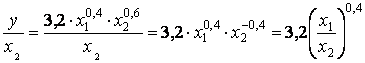 y/x₂ = 3,2 · x₁^0,4 · x₂^0,6 / x₂ = 3,2 · x₁^0,4 · x₂^−0,4 = 3,2(x₁/x₂)^0,4